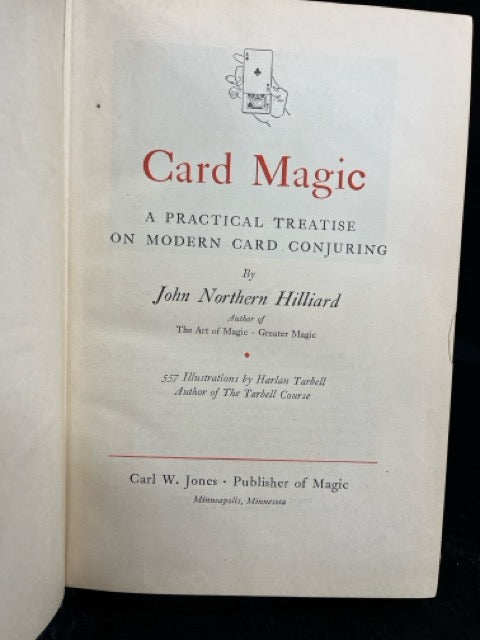 Card Magic
A PRACTICAL TREATISE
ON MODERN CARD CONJURING
By
John Northern Hilliard
Author of
The Art of Magic · Greater Magic
557 Illustrations by Harlan Tarbell
Author of The Tarbell Course
Carl W. Jones · Publisher of Magic
Minneapolis, Minnesota